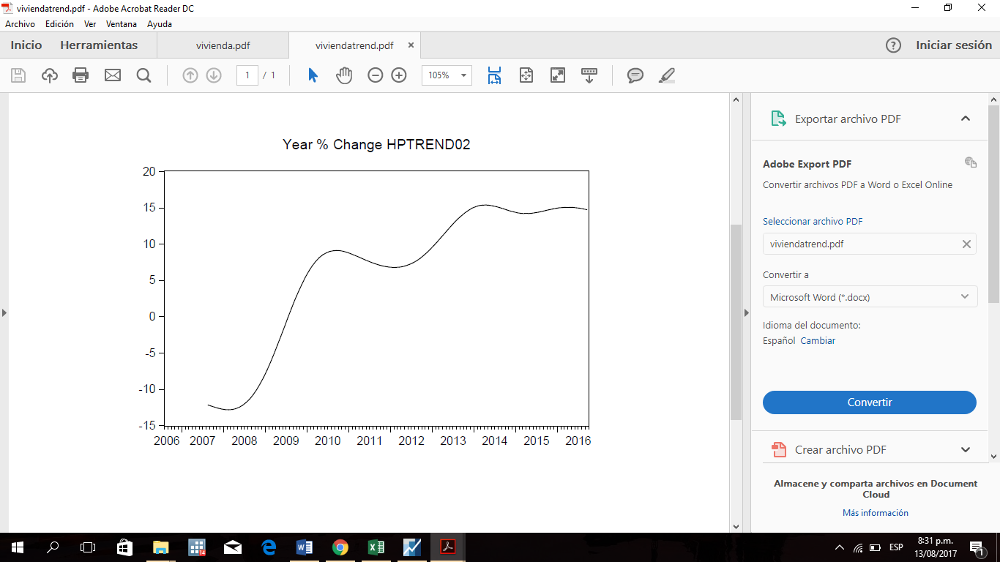 viviendatrend.pdf - Adobe Acrobat Reader DC
Archivo Edición Ver Ventana Ayuda
Inicio Herramientas vivienda.pdf viviendatrend.pdf Iniciar sesión
1 / 1 105%
Year % Change HPTREND02
20
15
10
5
0
-5
-10
-15
2006 2007 2008 2009 2010 2011 2012 2013 2014 2015 2016
Exportar archivo PDF
Adobe Export PDF
Convertir archivos PDF a Word o Excel Online
Seleccionar archivo PDF
viviendatrend.pdf
Convertir a
Microsoft Word (*.docx)
Idioma del documento:
Español Cambiar
Convertir
Crear archivo PDF
Almacene y comparta archivos en Document
Cloud
Más información
14
ESP
8:31 p.m.
13/08/2017
1